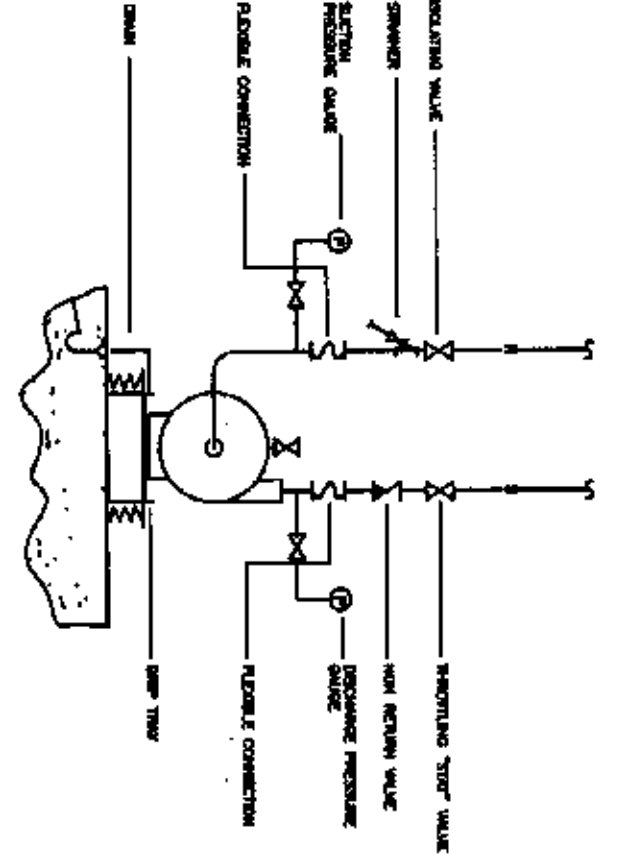 ISOLATING VALVE
STRAINER
SUCTION
PRESSURE GAUGE
FLEXIBLE CONNECTION
DRAIN
P
THROTTLING "STAD" VALVE
NON RETURN VALVE
DISCHARGE PRESSURE
GAUGE
FLEXIBLE CONNECTION
DRIP TRAY
P